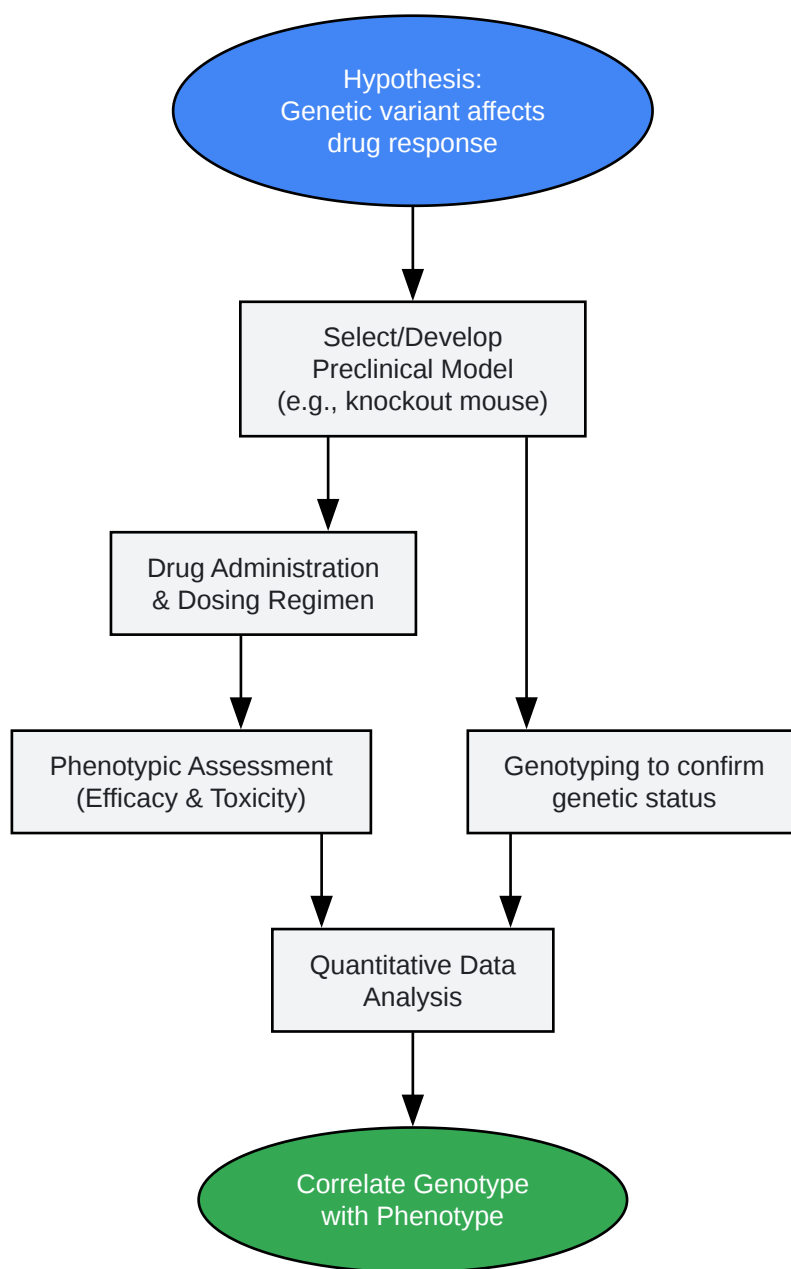 Hypothesis:
Genetic variant affects
drug response
Select/Develop
Preclinical Model
(e.g., knockout mouse)
Drug Administration
& Dosing Regimen
Phenotypic Assessment
(Efficacy & Toxicity)
Genotyping to confirm
genetic status
Quantitative Data
Analysis
Correlate Genotype
with Phenotype